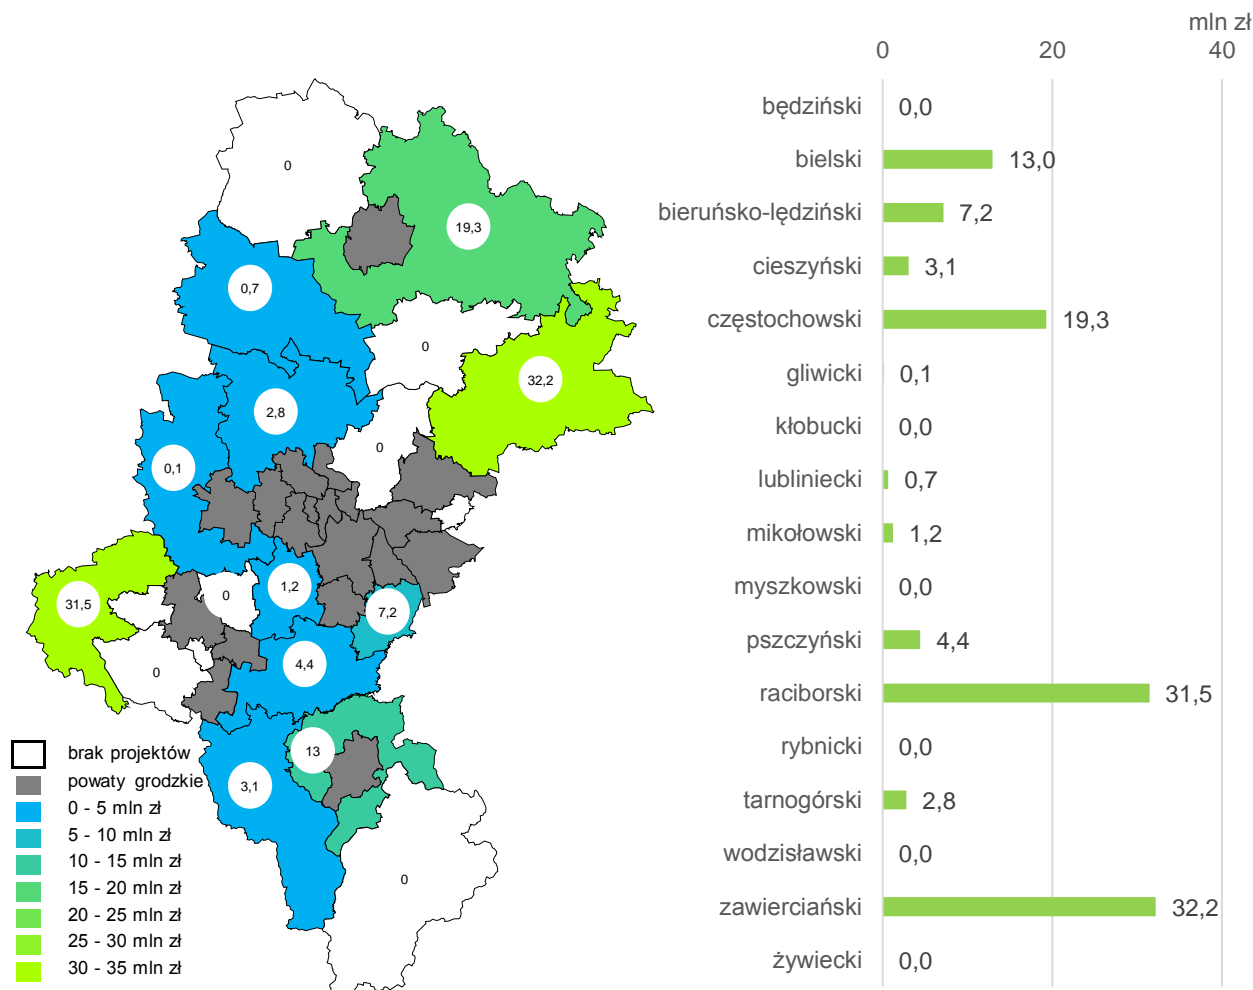 mln zł
0 20 40
0
19,3
0,7
0
32,2
2,8
0
0,1
1,2
0
31,5
7,2
4,4
0
13
3,1
0
brak projektów
powaty grodzkie
0 - 5 mln zł
5 - 10 mln zł
10 - 15 mln zł
15 - 20 mln zł
20 - 25 mln zł
25 - 30 mln zł
30 - 35 mln zł
będziński 0,0
bielski 13,0
bieruńsko-lędziński 7,2
cieszyński 3,1
częstochowski 19,3
gliwicki 0,1
kłobucki 0,0
lubliniecki 0,7
mikołowski 1,2
myszkowski 0,0
pszczyński 4,4
raciborski 31,5
rybnicki 0,0
tarnogórski 2,8
wodzisławski 0,0
zawierciański 32,2
żywiecki 0,0